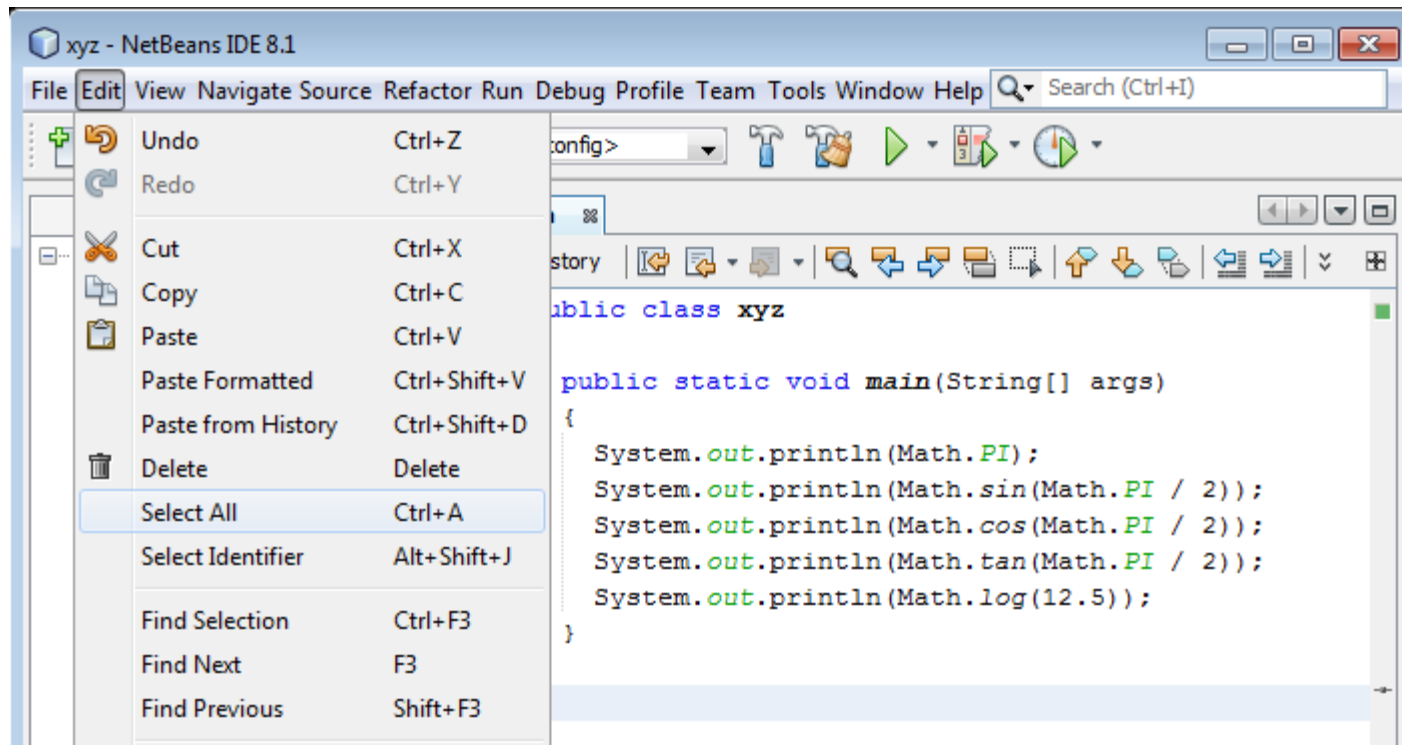 xyz - NetBeans IDE 8.1
File Edit View Navigate Source Refactor Run Debug Profile Team Tools Window Help Search (Ctrl+I)
Undo Ctrl+Z
Redo Ctrl+Y
Cut Ctrl+X
Copy Ctrl+C
Paste Ctrl+V
Paste Formatted Ctrl+Shift+V
Paste from History Ctrl+Shift+D
Delete Delete
Select All Ctrl+A
Select Identifier Alt+Shift+J
Find Selection Ctrl+F3
Find Next F3
Find Previous Shift+F3
onfig>
story
ublic class xyz
public static void main(String[] args)
{
System.out.println(Math.PI);
System.out.println(Math.sin(Math.PI / 2));
System.out.println(Math.cos(Math.PI / 2));
System.out.println(Math.tan(Math.PI / 2));
System.out.println(Math.log(12.5));
}